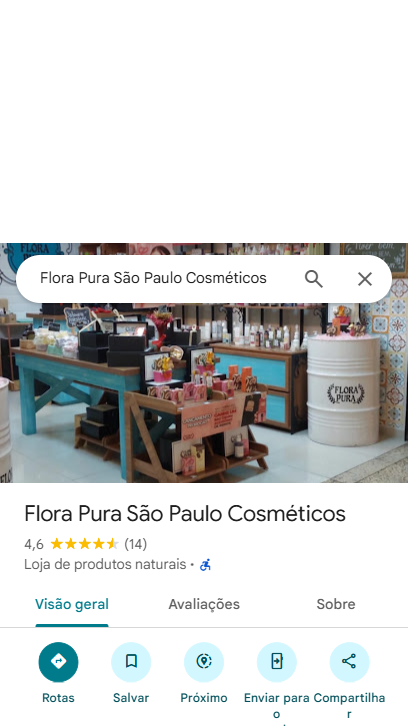 Flora Pura São Paulo Cosméticos
FLORA
PURA
Flora Pura São Paulo Cosméticos
4,6 (14)
Loja de produtos naturais ·
Visão geral
Avaliações
Sobre
Rotas
Salvar
Próximo
Enviar para o
Compartilhar